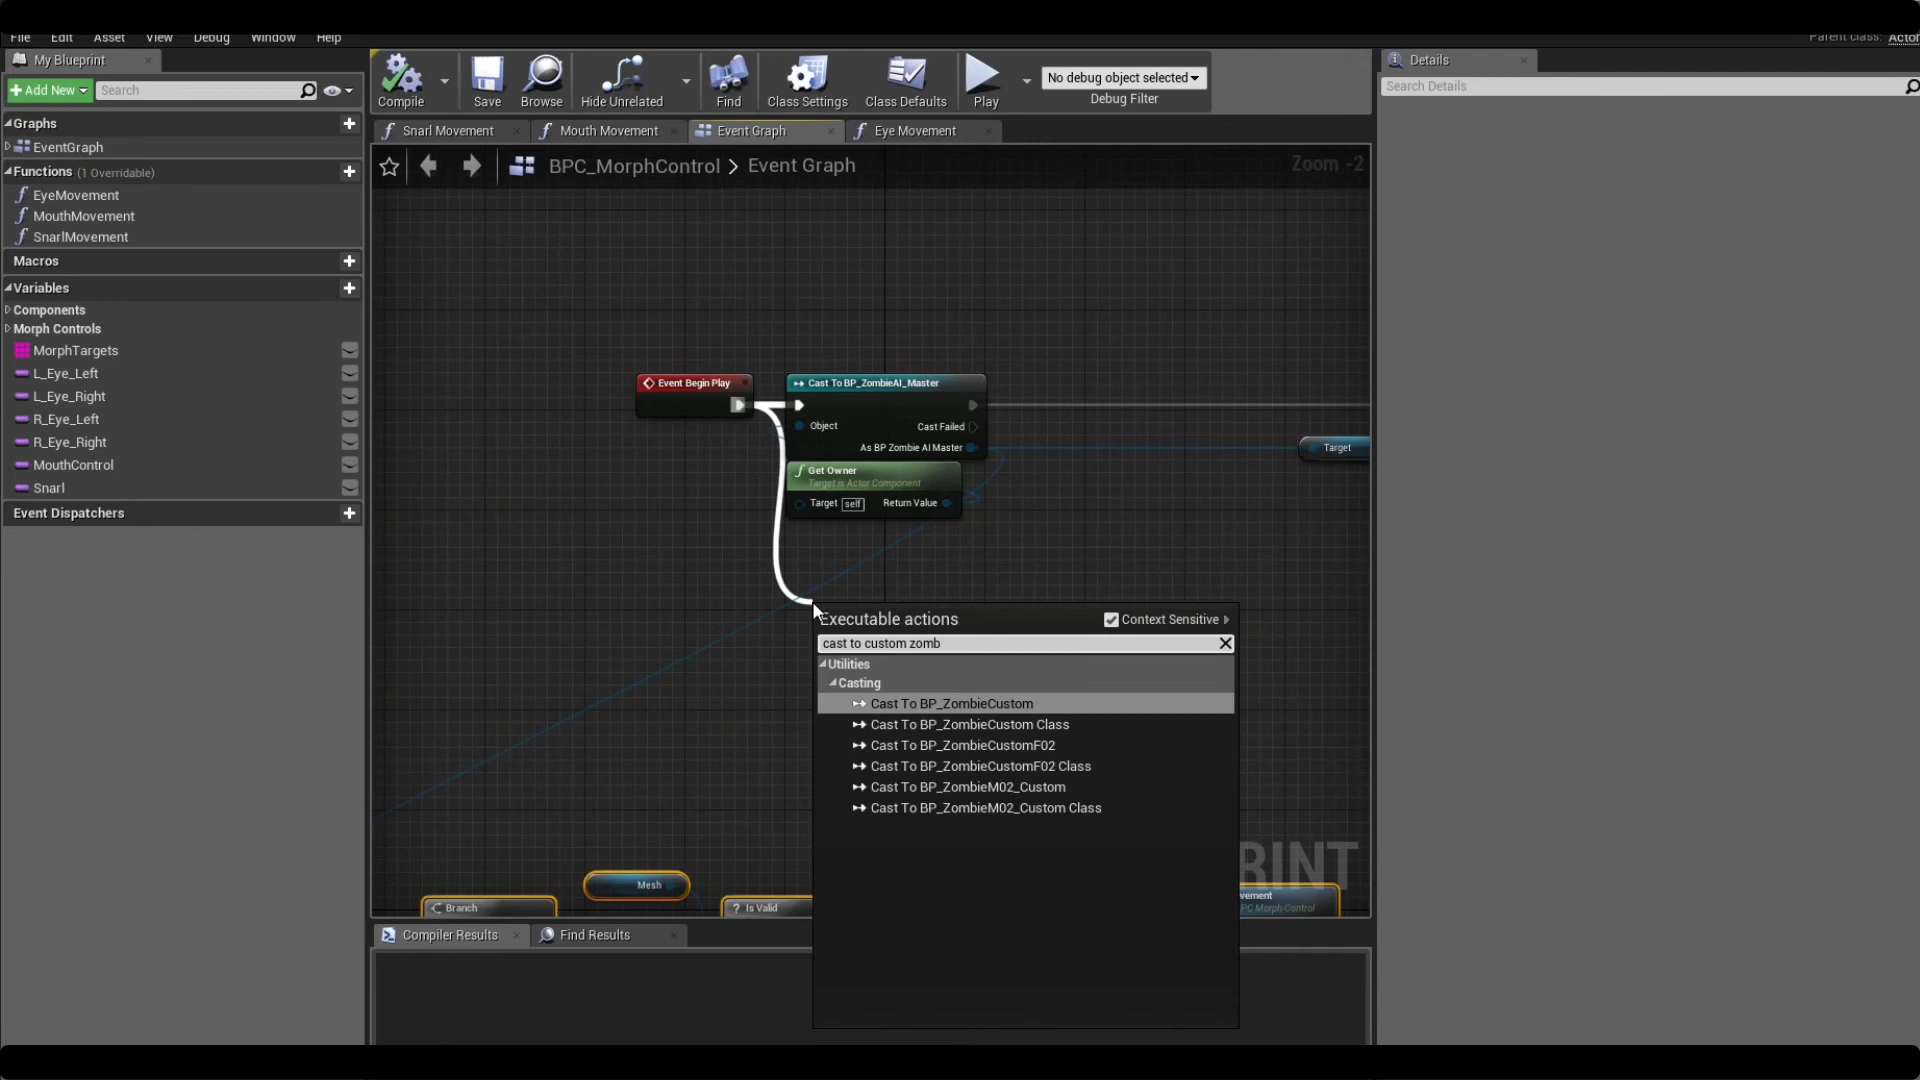 File Edit Asset View Debug Window Help
Parent class: Actor
My Blueprint
Add New Search
Graphs
EventGraph
Functions (1 Overridable)
EyeMovement
MouthMovement
SnarlMovement
Macros
Variables
Components
Morph Controls
MorphTargets
L_Eye_Left
L_Eye_Right
R_Eye_Left
R_Eye_Right
MouthControl
Snarl
Event Dispatchers
Compile Save Browse Hide Unrelated Find Class Settings Class Defaults Play
No debug object selected
Debug Filter
Snarl Movement Mouth Movement Event Graph Eye Movement
BPC_MorphControl > Event Graph
Zoom -2
Event Begin Play
Cast To BP_ZombieAI_Master
Object
Cast Failed
As BP Zombie AI Master
Get Owner
Target is Actor Component
Target self Return Value
Target
Executable actions
Context Sensitive
cast to custom zomb
Utilities
Casting
Cast To BP_ZombieCustom
Cast To BP_ZombieCustom Class
Cast To BP_ZombieCustomF02
Cast To BP_ZombieCustomF02 Class
Cast To BP_ZombieM02_Custom
Cast To BP_ZombieM02_Custom Class
RINT
Mesh
Branch
? Is Valid
vement
PC Morph Control
Compiler Results Find Results
Details
Search Details